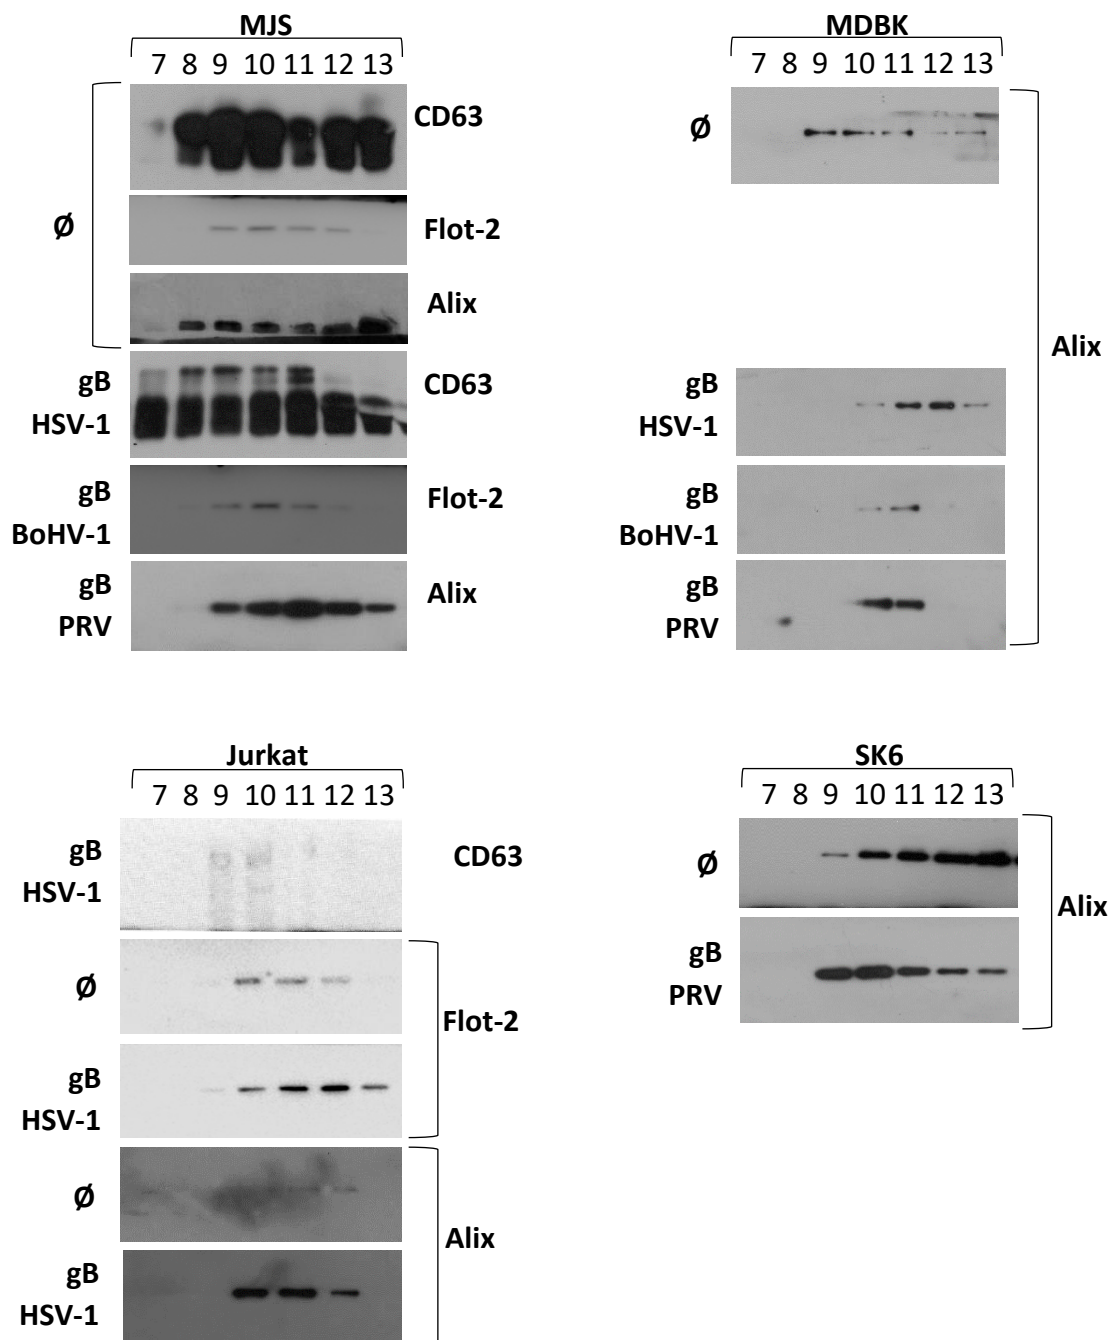 MJS
7 8 9 10 11 12 13
CD63
Ø
Flot-2
Alix
gB
HSV-1
CD63
gB
BoHV-1
Flot-2
gB
PRV
Alix
MDBK
7 8 9 10 11 12 13
Ø
gB
HSV-1
gB
BoHV-1
gB
PRV
Alix
Jurkat
7 8 9 10 11 12 13
gB
HSV-1
CD63
Ø
gB
HSV-1
Flot-2
Ø
gB
HSV-1
Alix
SK6
7 8 9 10 11 12 13
Ø
gB
PRV
Alix